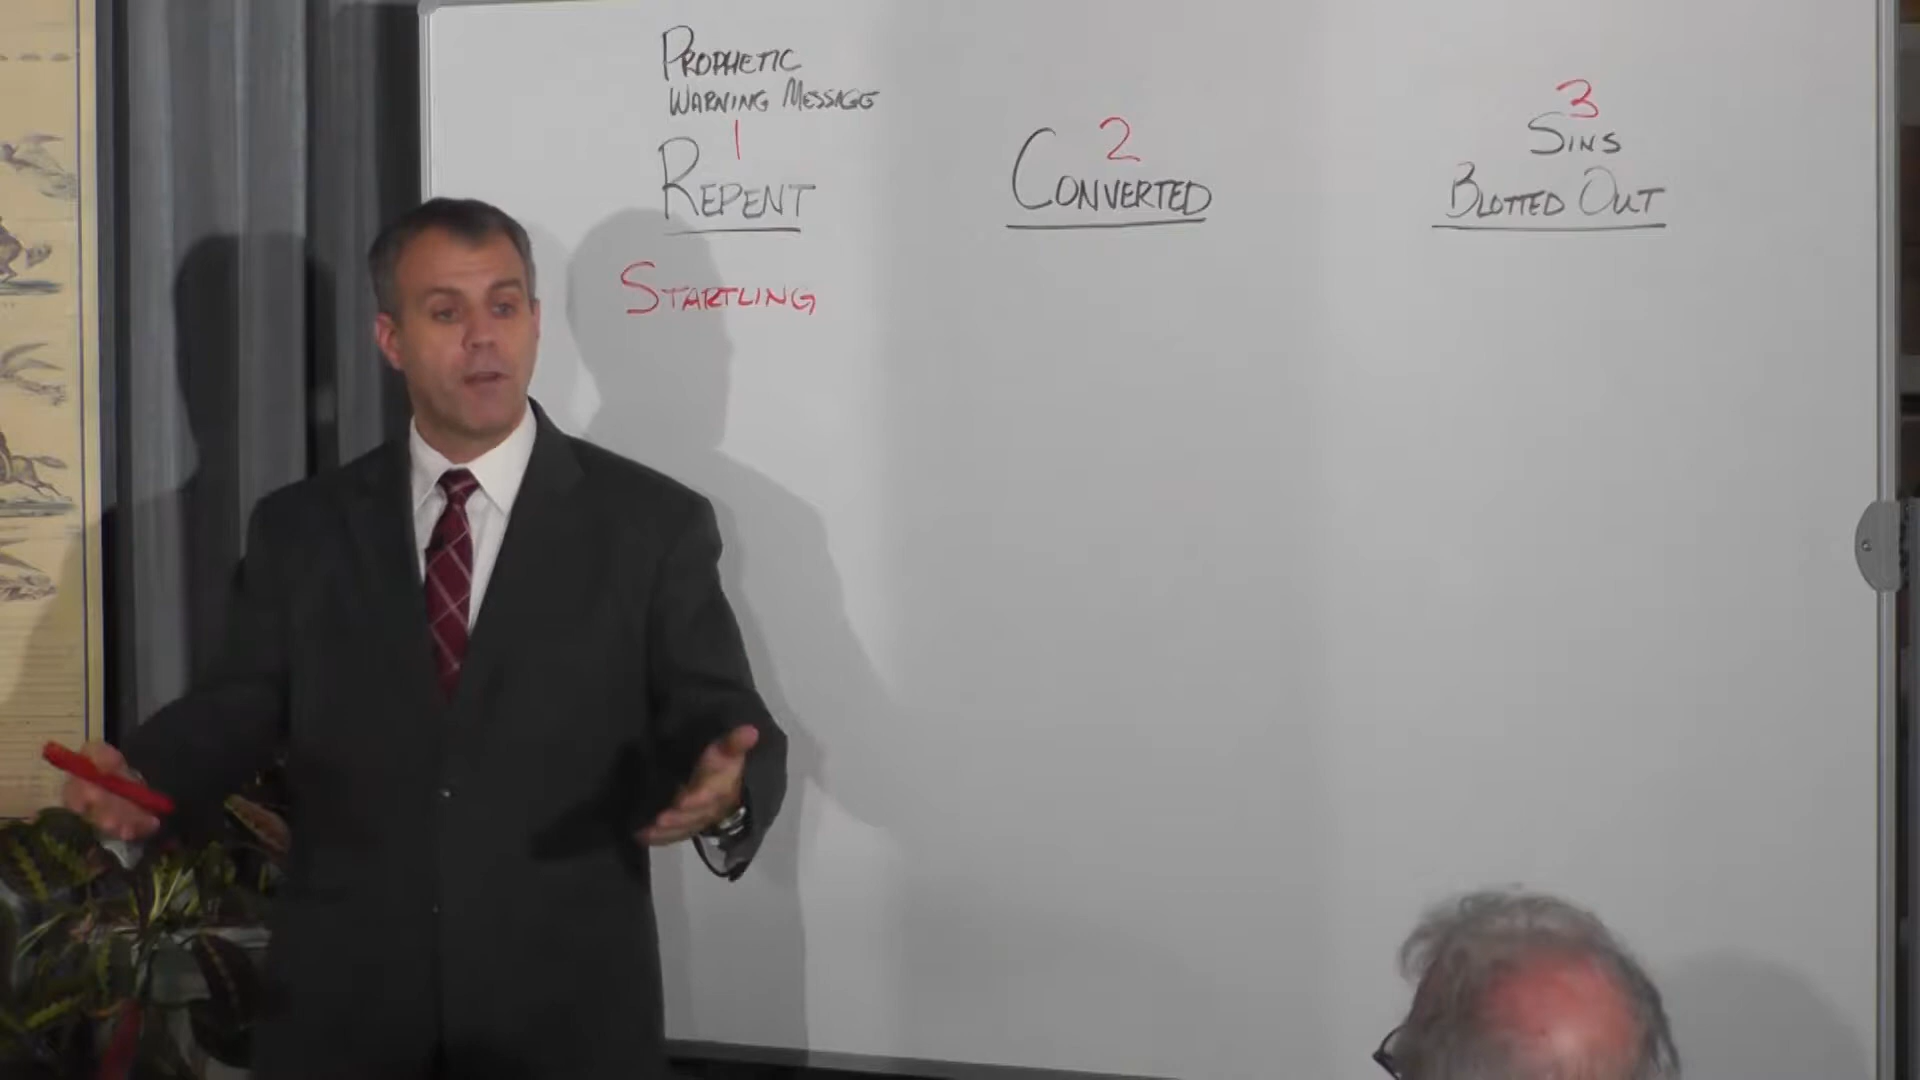 PROPHETIC
WARNING MESSAGE
1
REPENT
STARTLING
2
CONVERTED
3
SINS
BLOTTED OUT